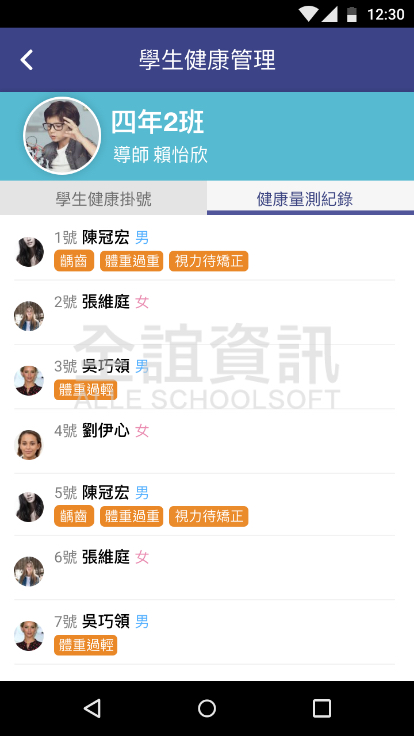 12:30
學生健康管理
四年2班
導師 賴怡欣
學生健康掛號 健康量測紀錄
1號 陳冠宏 男
齲齒 體重過重 視力待矯正
2號 張維庭 女
全誼資訊
3號 吳巧領 男
體重過輕
ALLE SCHOOLSOFT
4號 劉伊心 女
5號 陳冠宏 男
齲齒 體重過重 視力待矯正
6號 張維庭 女
7號 吳巧領 男
體重過輕